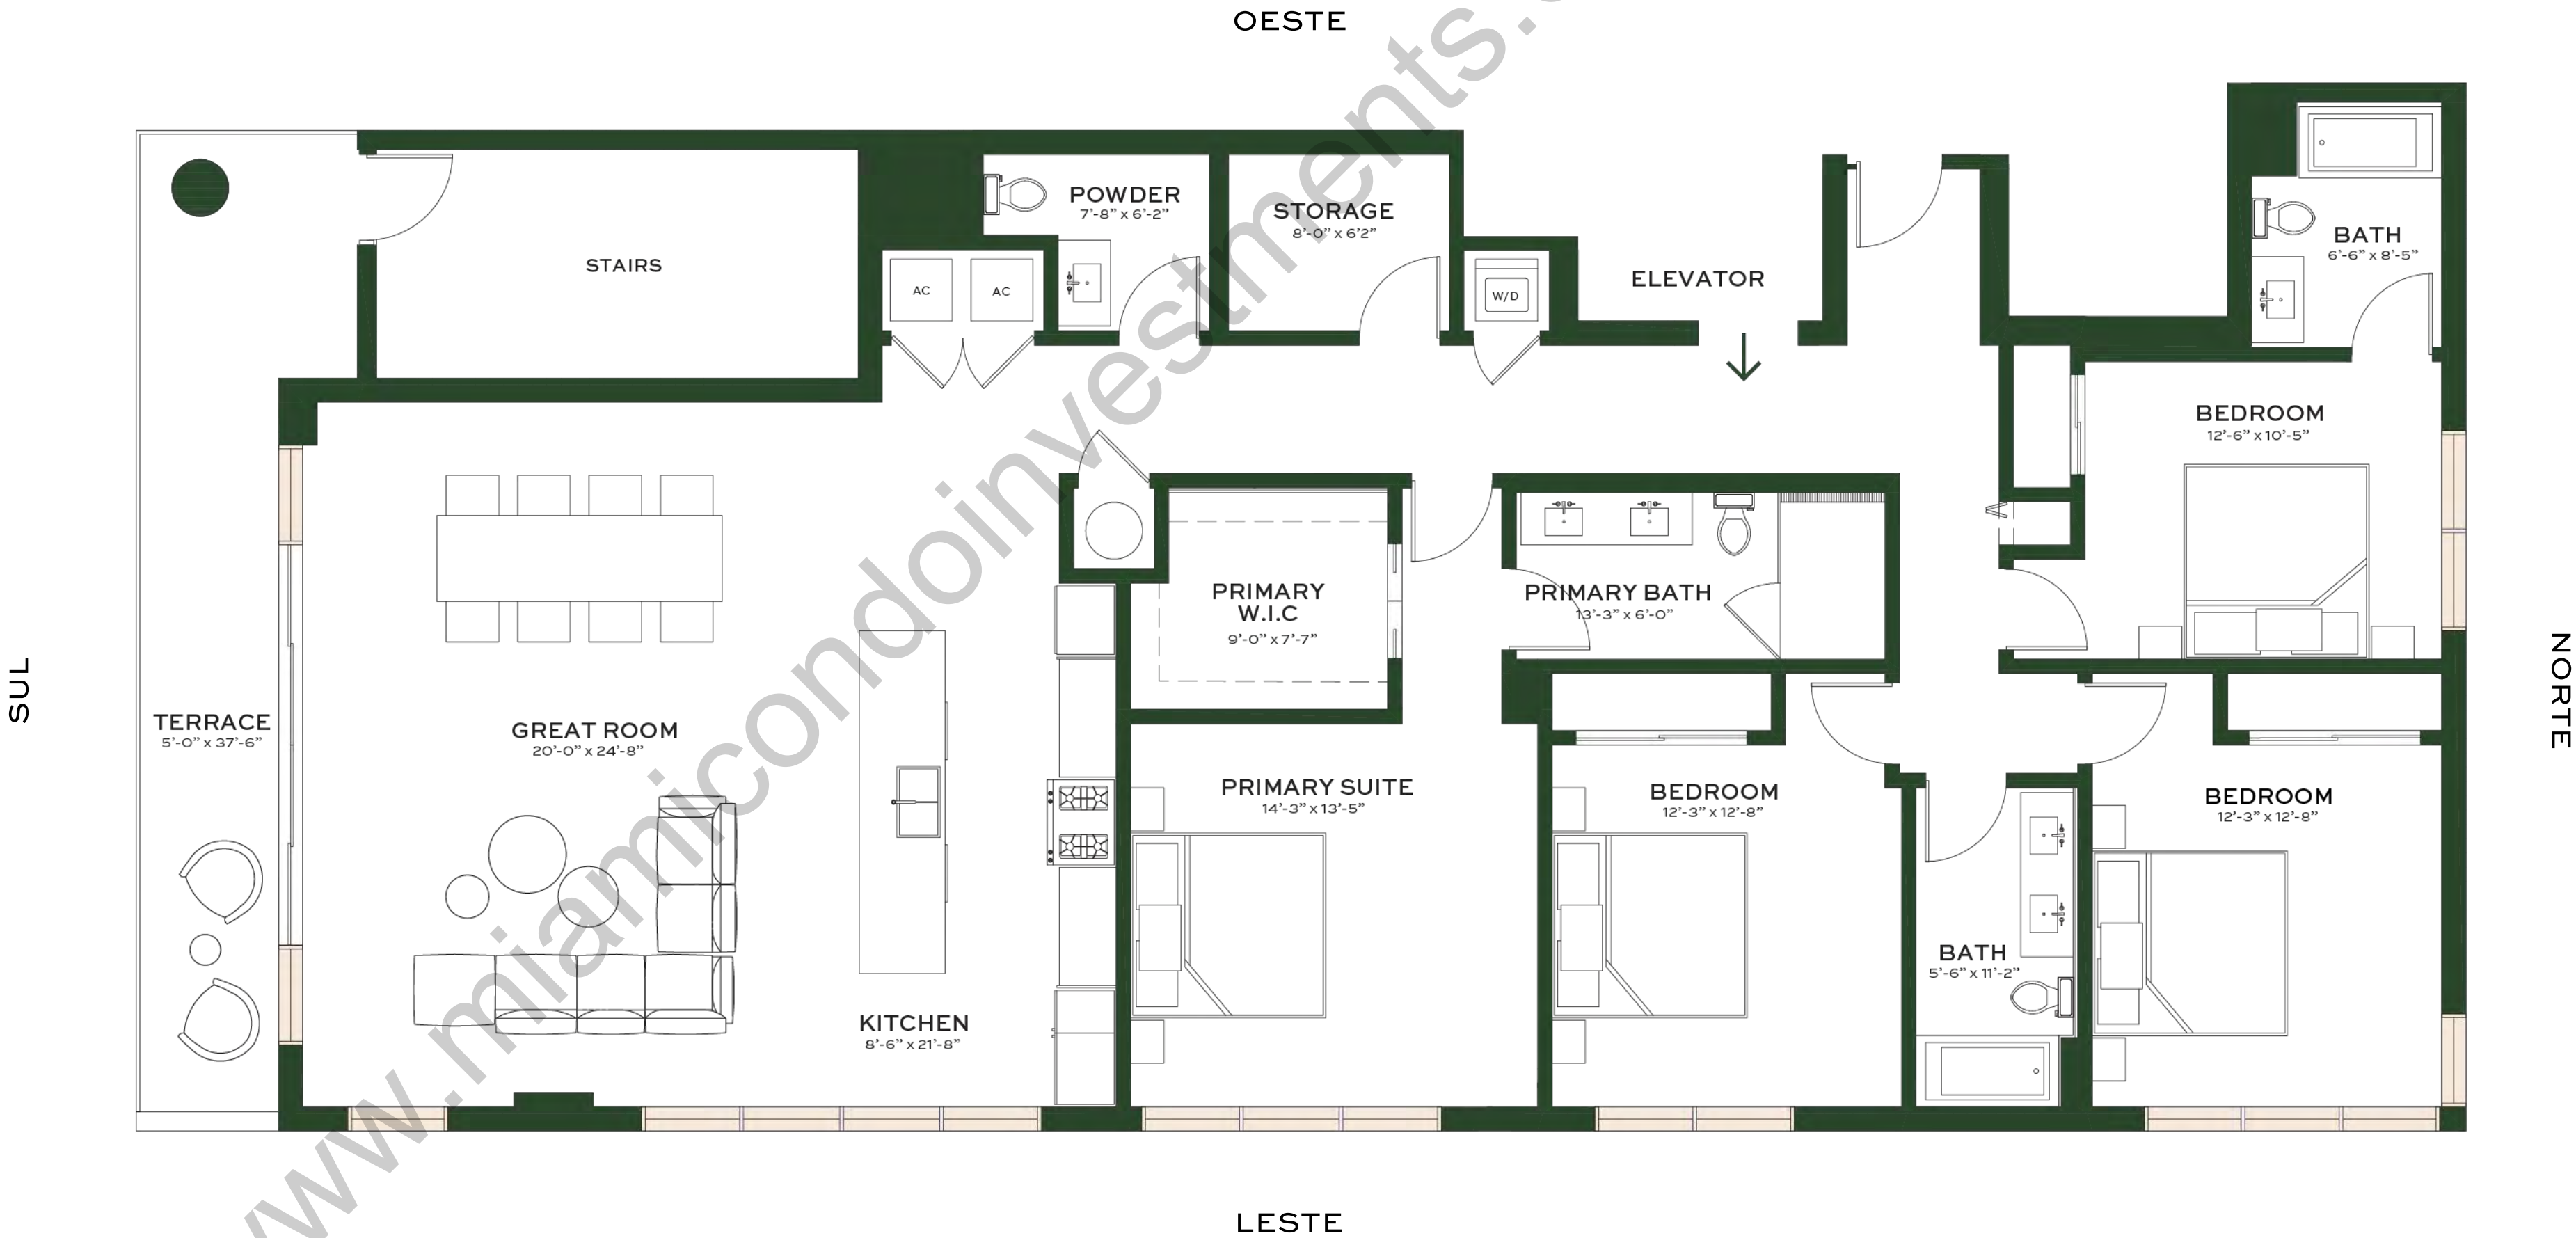 OESTE
POWDER
7'-8" x 6'-2"
STORAGE
8'-0" x 6'2"
BATH
6'-6" x 8'-5"
STAIRS
ELEVATOR
AC
AC
W/D
BEDROOM
12'-6" x 10'-5"
PRIMARY
W.I.C
9'-0" x 7'-7"
PRIMARY BATH
13'-3" x 6'-0"
SUL
NORTE
TERRACE
5'-0" x 37'-6"
GREAT ROOM
20'-0" x 24'-8"
PRIMARY SUITE
14'-3" x 13'-5"
BEDROOM
12'-3" x 12'-8"
BEDROOM
12'-3" x 12'-8"
BATH
5'-6" x 11'-2"
KITCHEN
8'-6" x 21'-8"
LESTE
www.miamicondoinvestments.